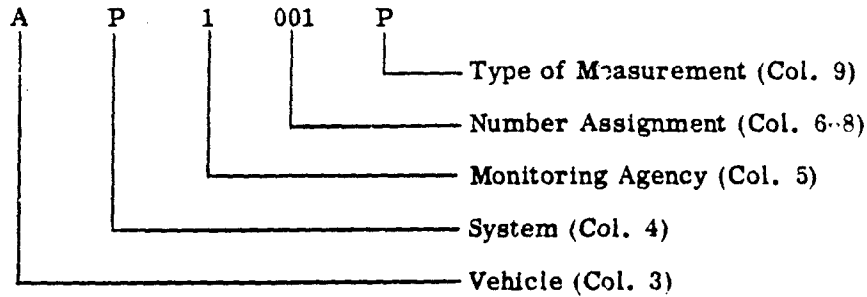 A P 1 001 P
Type of Measurement (Col. 9)
Number Assignment (Col. 6-8)
Monitoring Agency (Col. 5)
System (Col. 4)
Vehicle (Col. 3)